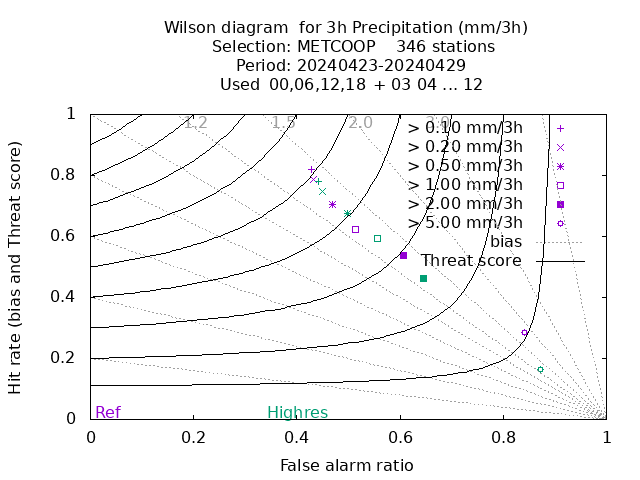 Wilson diagram  for 3h Precipitation (mm/3h)
Selection: METCOOP    346 stations
Period: 20240423-20240429
Used  00,06,12,18  + 03 04 ... 12
1.2 1.5 2.0 3.0
> 0.10 mm/3h
> 0.20 mm/3h
> 0.50 mm/3h
> 1.00 mm/3h
> 2.00 mm/3h
> 5.00 mm/3h
bias
Threat score
Hit rate (bias and Threat score)
1
0.8
0.6
0.4
0.2
0
Ref
Highres
0 0.2 0.4 0.6 0.8 1
False alarm ratio